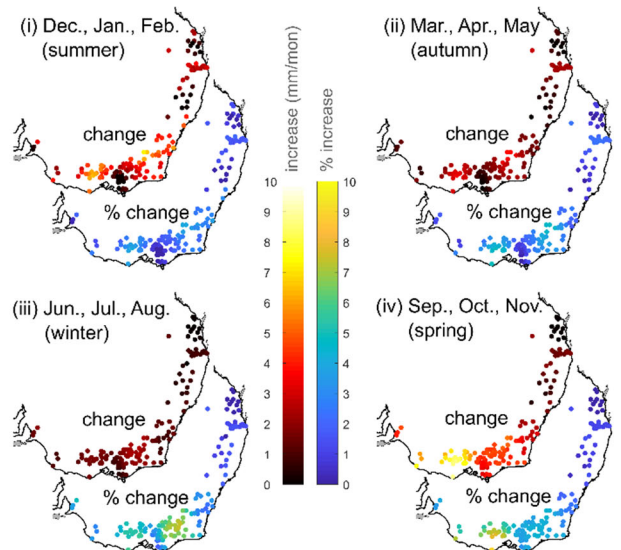 (i) Dec., Jan., Feb.
(summer)
change
% change
(ii) Mar., Apr., May
(autumn)
change
% change
increase (mm/mon)
10
9
8
7
6
5
4
3
2
1
0
% increase
10
9
8
7
6
5
4
3
2
1
0
(iii) Jun., Jul., Aug.
(winter)
change
% change
(iv) Sep., Oct., Nov.
(spring)
change
% change